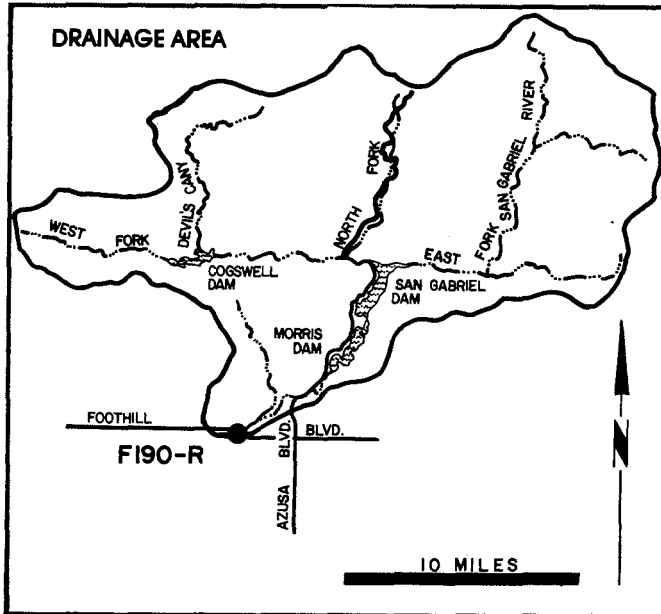 DRAINAGE AREA
WEST FORK
DEVIL'S CANY
COGSWELL
DAM
NORTH FORK
EAST FORK
SAN GABRIEL RIVER
SAN GABRIEL
DAM
MORRIS
DAM
FOOTHILL BLVD.
F190-R
AZUSA BLVD.
N
10 MILES